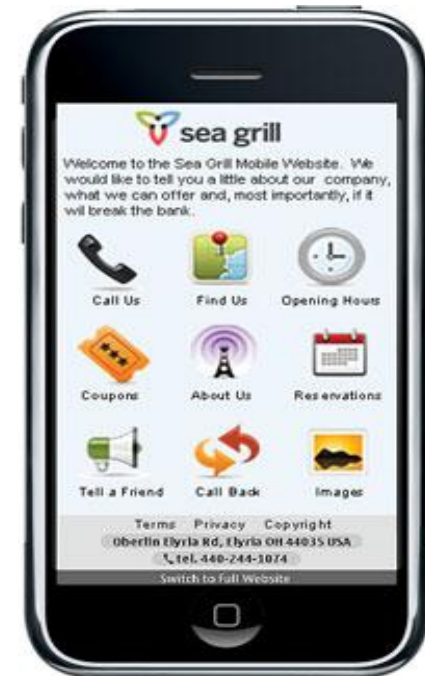 sea grill
Welcome to the Sea Grill Mobile Website. We
would like to tell you a little about our company,
what we can offer and, most importantly, if it
wil break the bank.
Call Us Find Us Opening Hours
Coupons About Us Reservations
Tell a Friend Call Back Images
Terms Privacy Copyright
Oberlin Elyria Rd, Elyria OH 44035 USA
tel. 440-244-1074
Switch to Full Website